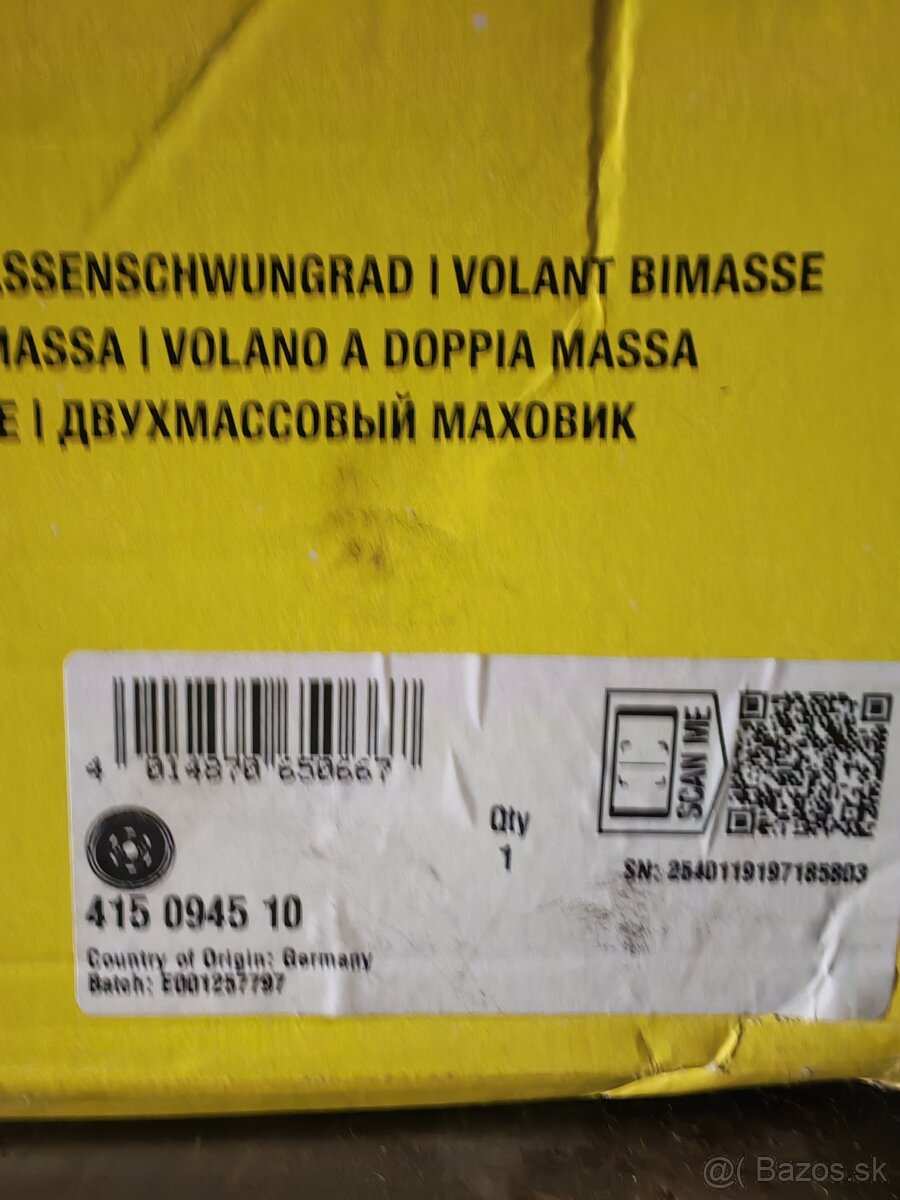 ASSENSCHWUNGRAD | VOLANT BIMASSE
MASSA | VOLANO A DOPPIA MASSA
E | ДВУХМАССОВЫЙ МАХОВИК
4 014870 650667
SCAN ME
Qty
1
SN: 2540119197185803
415 0945 10
Country of Origin: Germany
Batch: E001257797
@( Bazos.sk